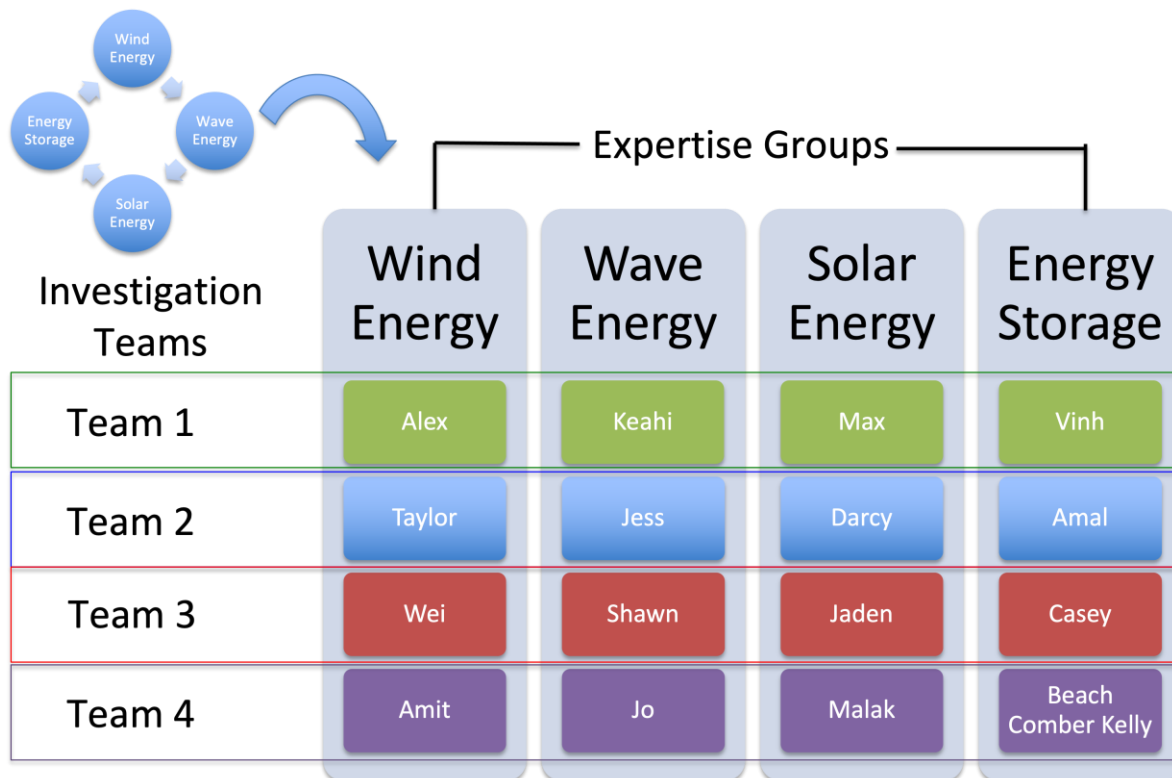 Wind
Energy
Energy
Storage
Wave
Energy
Solar
Energy
Expertise Groups
Investigation
Teams
Wind
Energy
Wave
Energy
Solar
Energy
Energy
Storage
Team 1
Alex
Keahi
Max
Vinh
Team 2
Taylor
Jess
Darcy
Amal
Team 3
Wei
Shawn
Jaden
Casey
Team 4
Amit
Jo
Malak
Beach
Comber Kelly